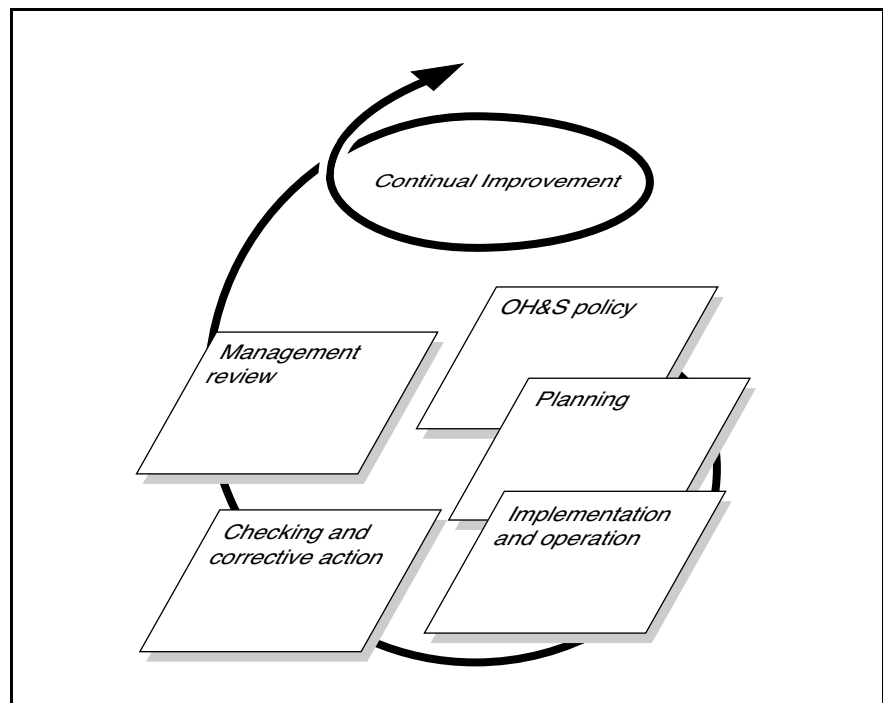 Continual Improvement
OH&S policy
Management
review
Planning
Implementation
and operation
Checking and
corrective action